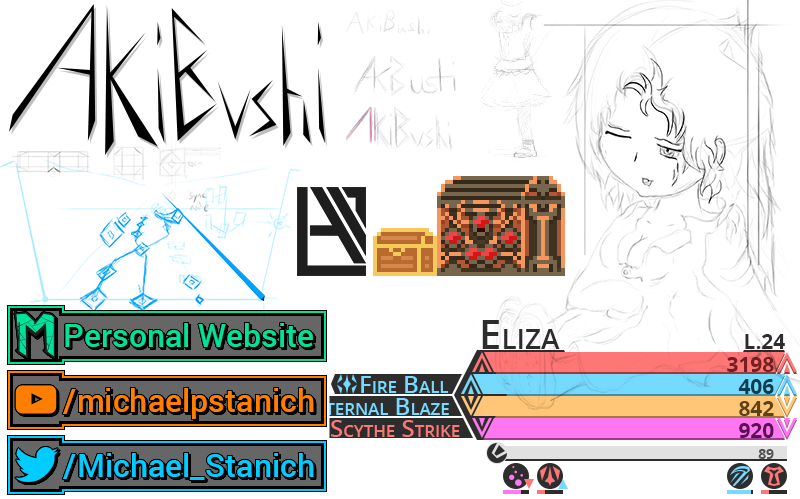 AKiBushi
AKiBushi
AKiBushi
Personal Website
/michaelpstanich
/Michael_Stanich
Eliza
L.24
3198
Fire Ball
406
ternal Blaze
842
Scythe Strike
920
89